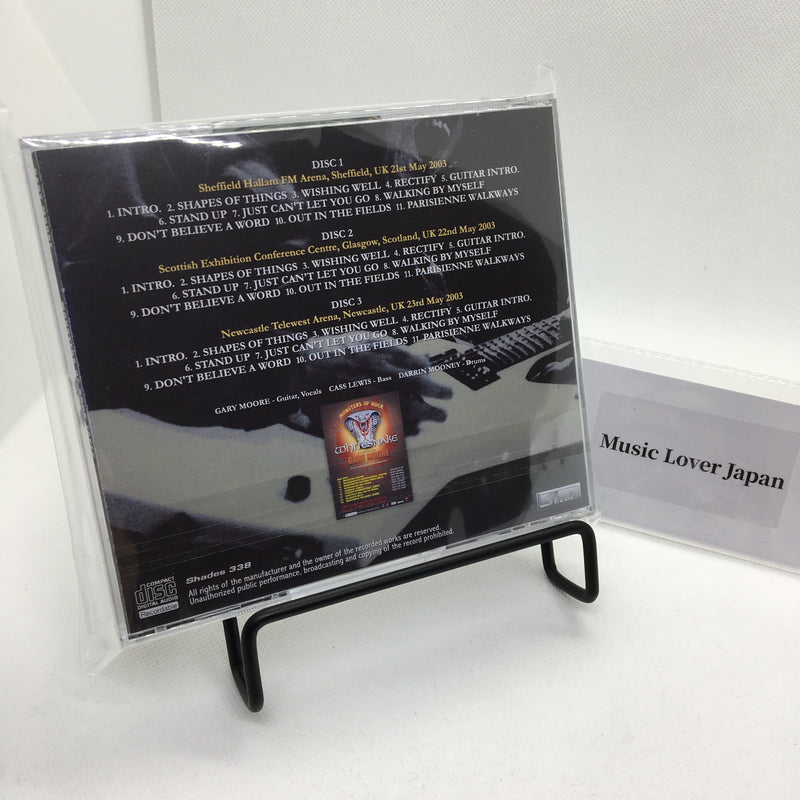 DISC 1
Sheffield Hallam FM Arena, Sheffield, UK 21st May 2003
1. INTRO. 2. SHAPES OF THINGS 3. WISHING WELL 4. RECTIFY 5. GUITAR INTRO.
6. STAND UP 7. JUST CAN'T LET YOU GO 8. WALKING BY MYSELF
9. DON'T BELIEVE A WORD 10. OUT IN THE FIELDS 11. PARISIENNE WALKWAYS
DISC 2
Scottish Exhibition Conference Centre, Glasgow, Scotland, UK 22nd May 2003
1. INTRO. 2. SHAPES OF THINGS 3. WISHING WELL 4. RECTIFY 5. GUITAR INTRO.
6. STAND UP 7. JUST CAN'T LET YOU GO 8. WALKING BY MYSELF
9. DON'T BELIEVE A WORD 10. OUT IN THE FIELDS 11. PARISIENNE WALKWAYS
DISC 3
Newcastle Telewest Arena, Newcastle, UK 23rd May 2003
1. INTRO. 2. SHAPES OF THINGS 3. WISHING WELL 4. RECTIFY 5. GUITAR INTRO.
6. STAND UP 7. JUST CAN'T LET YOU GO 8. WALKING BY MYSELF
9. DON'T BELIEVE A WORD 10. OUT IN THE FIELDS 11. PARISIENNE WALKWAYS
GARY MOORE - Guitar, Vocals CASS LEWIS - Bass DARRIN MOONEY - Drums
MONSTERS OF ROCK
WHITESNAKE
GARY MOORE
Music Lover Japan
Shades 338
All rights of the manufacturer and the owner of the recorded works are reserved.
Unauthorized public performance, broadcasting and copying of the record prohibited.
COMPACT
disc
DIGITAL AUDIO
Recordable